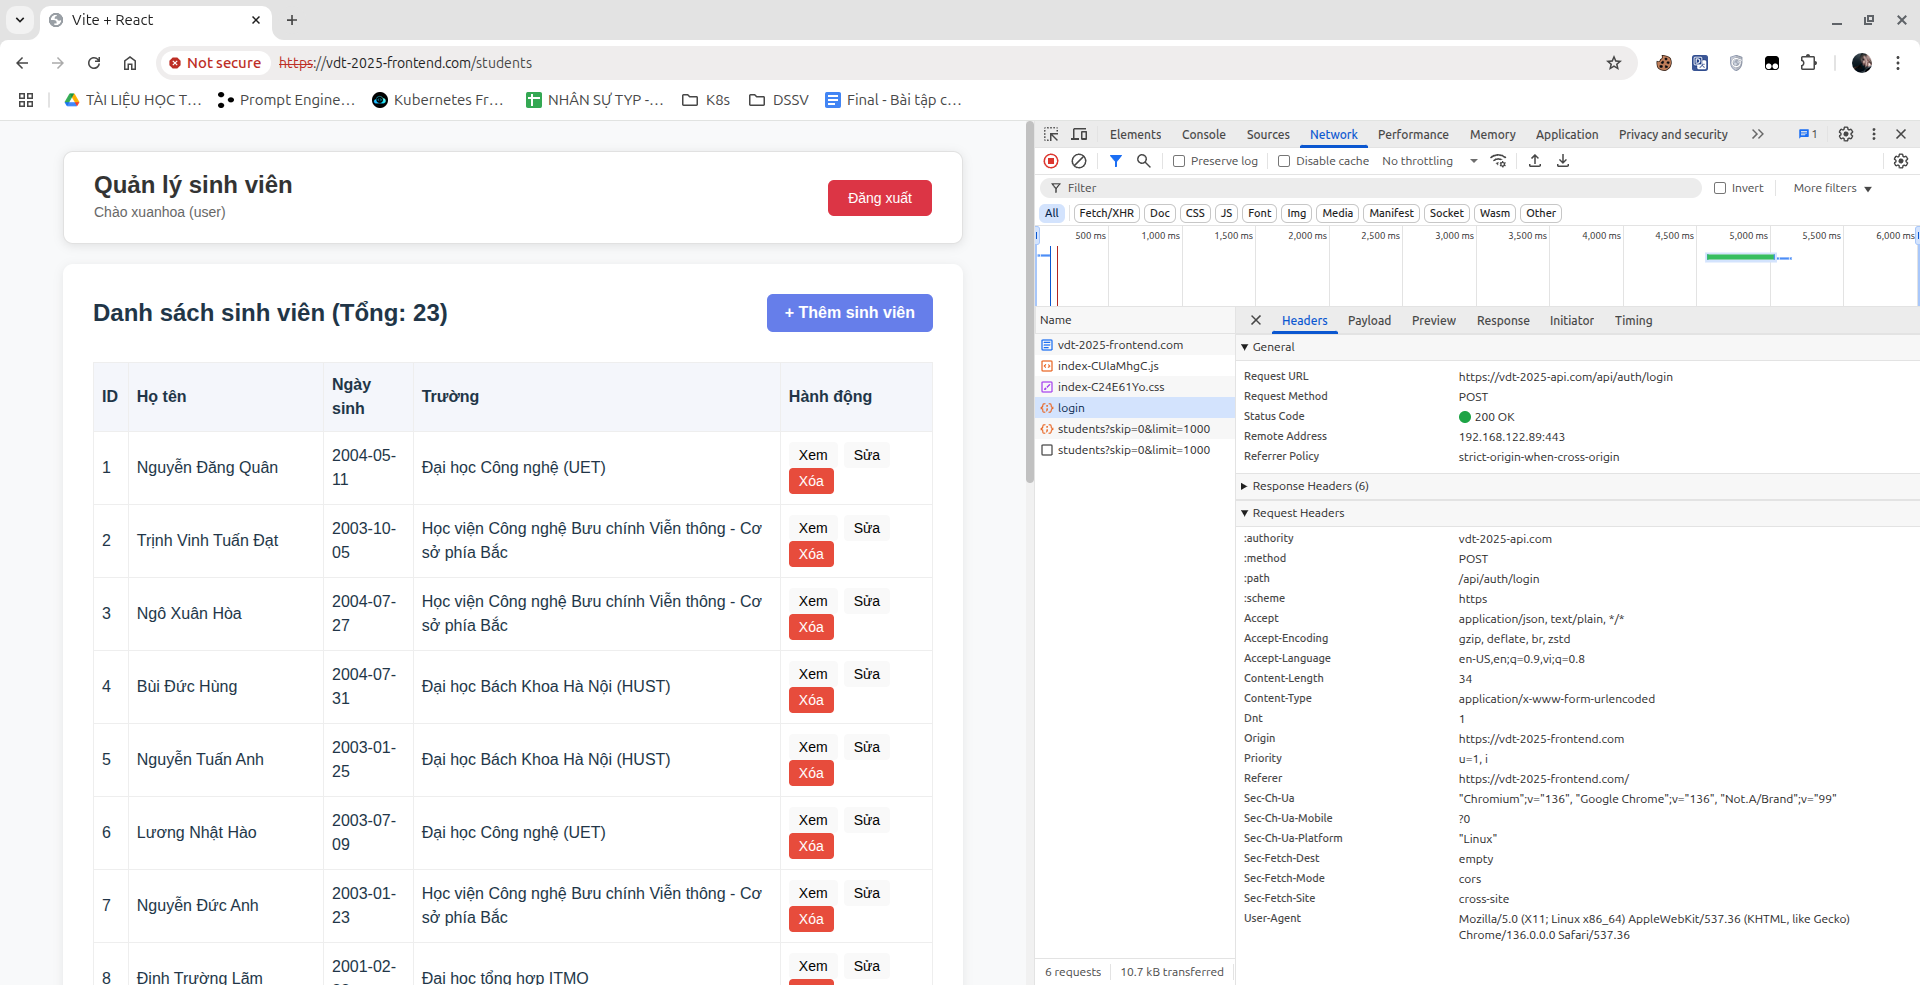 Vite + React
Not secure https://vdt-2025-frontend.com/students
TÀI LIỆU HỌC T... Prompt Engine... Kubernetes Fr... NHÂN SỰ TYP -... K8s DSSV Final - Bài tập c...
Quản lý sinh viên
Chào xuanhoa (user)
Đăng xuất
Danh sách sinh viên (Tổng: 23)
+ Thêm sinh viên
ID Họ tên Ngày sinh Trường Hành động
1 Nguyễn Đăng Quân 2004-05-11 Đại học Công nghệ (UET) Xem Sửa Xóa
2 Trịnh Vinh Tuấn Đạt 2003-10-05 Học viện Công nghệ Bưu chính Viễn thông - Cơ sở phía Bắc Xem Sửa Xóa
3 Ngô Xuân Hòa 2004-07-27 Học viện Công nghệ Bưu chính Viễn thông - Cơ sở phía Bắc Xem Sửa Xóa
4 Bùi Đức Hùng 2004-07-31 Đại học Bách Khoa Hà Nội (HUST) Xem Sửa Xóa
5 Nguyễn Tuấn Anh 2003-01-25 Đại học Bách Khoa Hà Nội (HUST) Xem Sửa Xóa
6 Lương Nhật Hào 2003-07-09 Đại học Công nghệ (UET) Xem Sửa Xóa
7 Nguyễn Đức Anh 2003-01-23 Học viện Công nghệ Bưu chính Viễn thông - Cơ sở phía Bắc Xem Sửa Xóa
8 Đinh Trường Lãm 2001-02- Đại học tổng hợp ITMO Xem Sửa
Elements Console Sources Network Performance Memory Application Privacy and security 1
Preserve log Disable cache No throttling
Filter Invert More filters
All Fetch/XHR Doc CSS JS Font Img Media Manifest Socket Wasm Other
500 ms 1,000 ms 1,500 ms 2,000 ms 2,500 ms 3,000 ms 3,500 ms 4,000 ms 4,500 ms 5,000 ms 5,500 ms 6,000 ms
Name
vdt-2025-frontend.com
index-CUlaMhgC.js
index-C24E61Yo.css
login
students?skip=0&limit=1000
students?skip=0&limit=1000
6 requests 10.7 kB transferred
Headers Payload Preview Response Initiator Timing
General
Request URL https://vdt-2025-api.com/api/auth/login
Request Method POST
Status Code 200 OK
Remote Address 192.168.122.89:443
Referrer Policy strict-origin-when-cross-origin
Response Headers (6)
Request Headers
:authority vdt-2025-api.com
:method POST
:path /api/auth/login
:scheme https
Accept application/json, text/plain, */*
Accept-Encoding gzip, deflate, br, zstd
Accept-Language en-US,en;q=0.9,vi;q=0.8
Content-Length 34
Content-Type application/x-www-form-urlencoded
Dnt 1
Origin https://vdt-2025-frontend.com
Priority u=1, i
Referer https://vdt-2025-frontend.com/
Sec-Ch-Ua "Chromium";v="136", "Google Chrome";v="136", "Not.A/Brand";v="99"
Sec-Ch-Ua-Mobile ?0
Sec-Ch-Ua-Platform "Linux"
Sec-Fetch-Dest empty
Sec-Fetch-Mode cors
Sec-Fetch-Site cross-site
User-Agent Mozilla/5.0 (X11; Linux x86_64) AppleWebKit/537.36 (KHTML, like Gecko)
Chrome/136.0.0.0 Safari/537.36